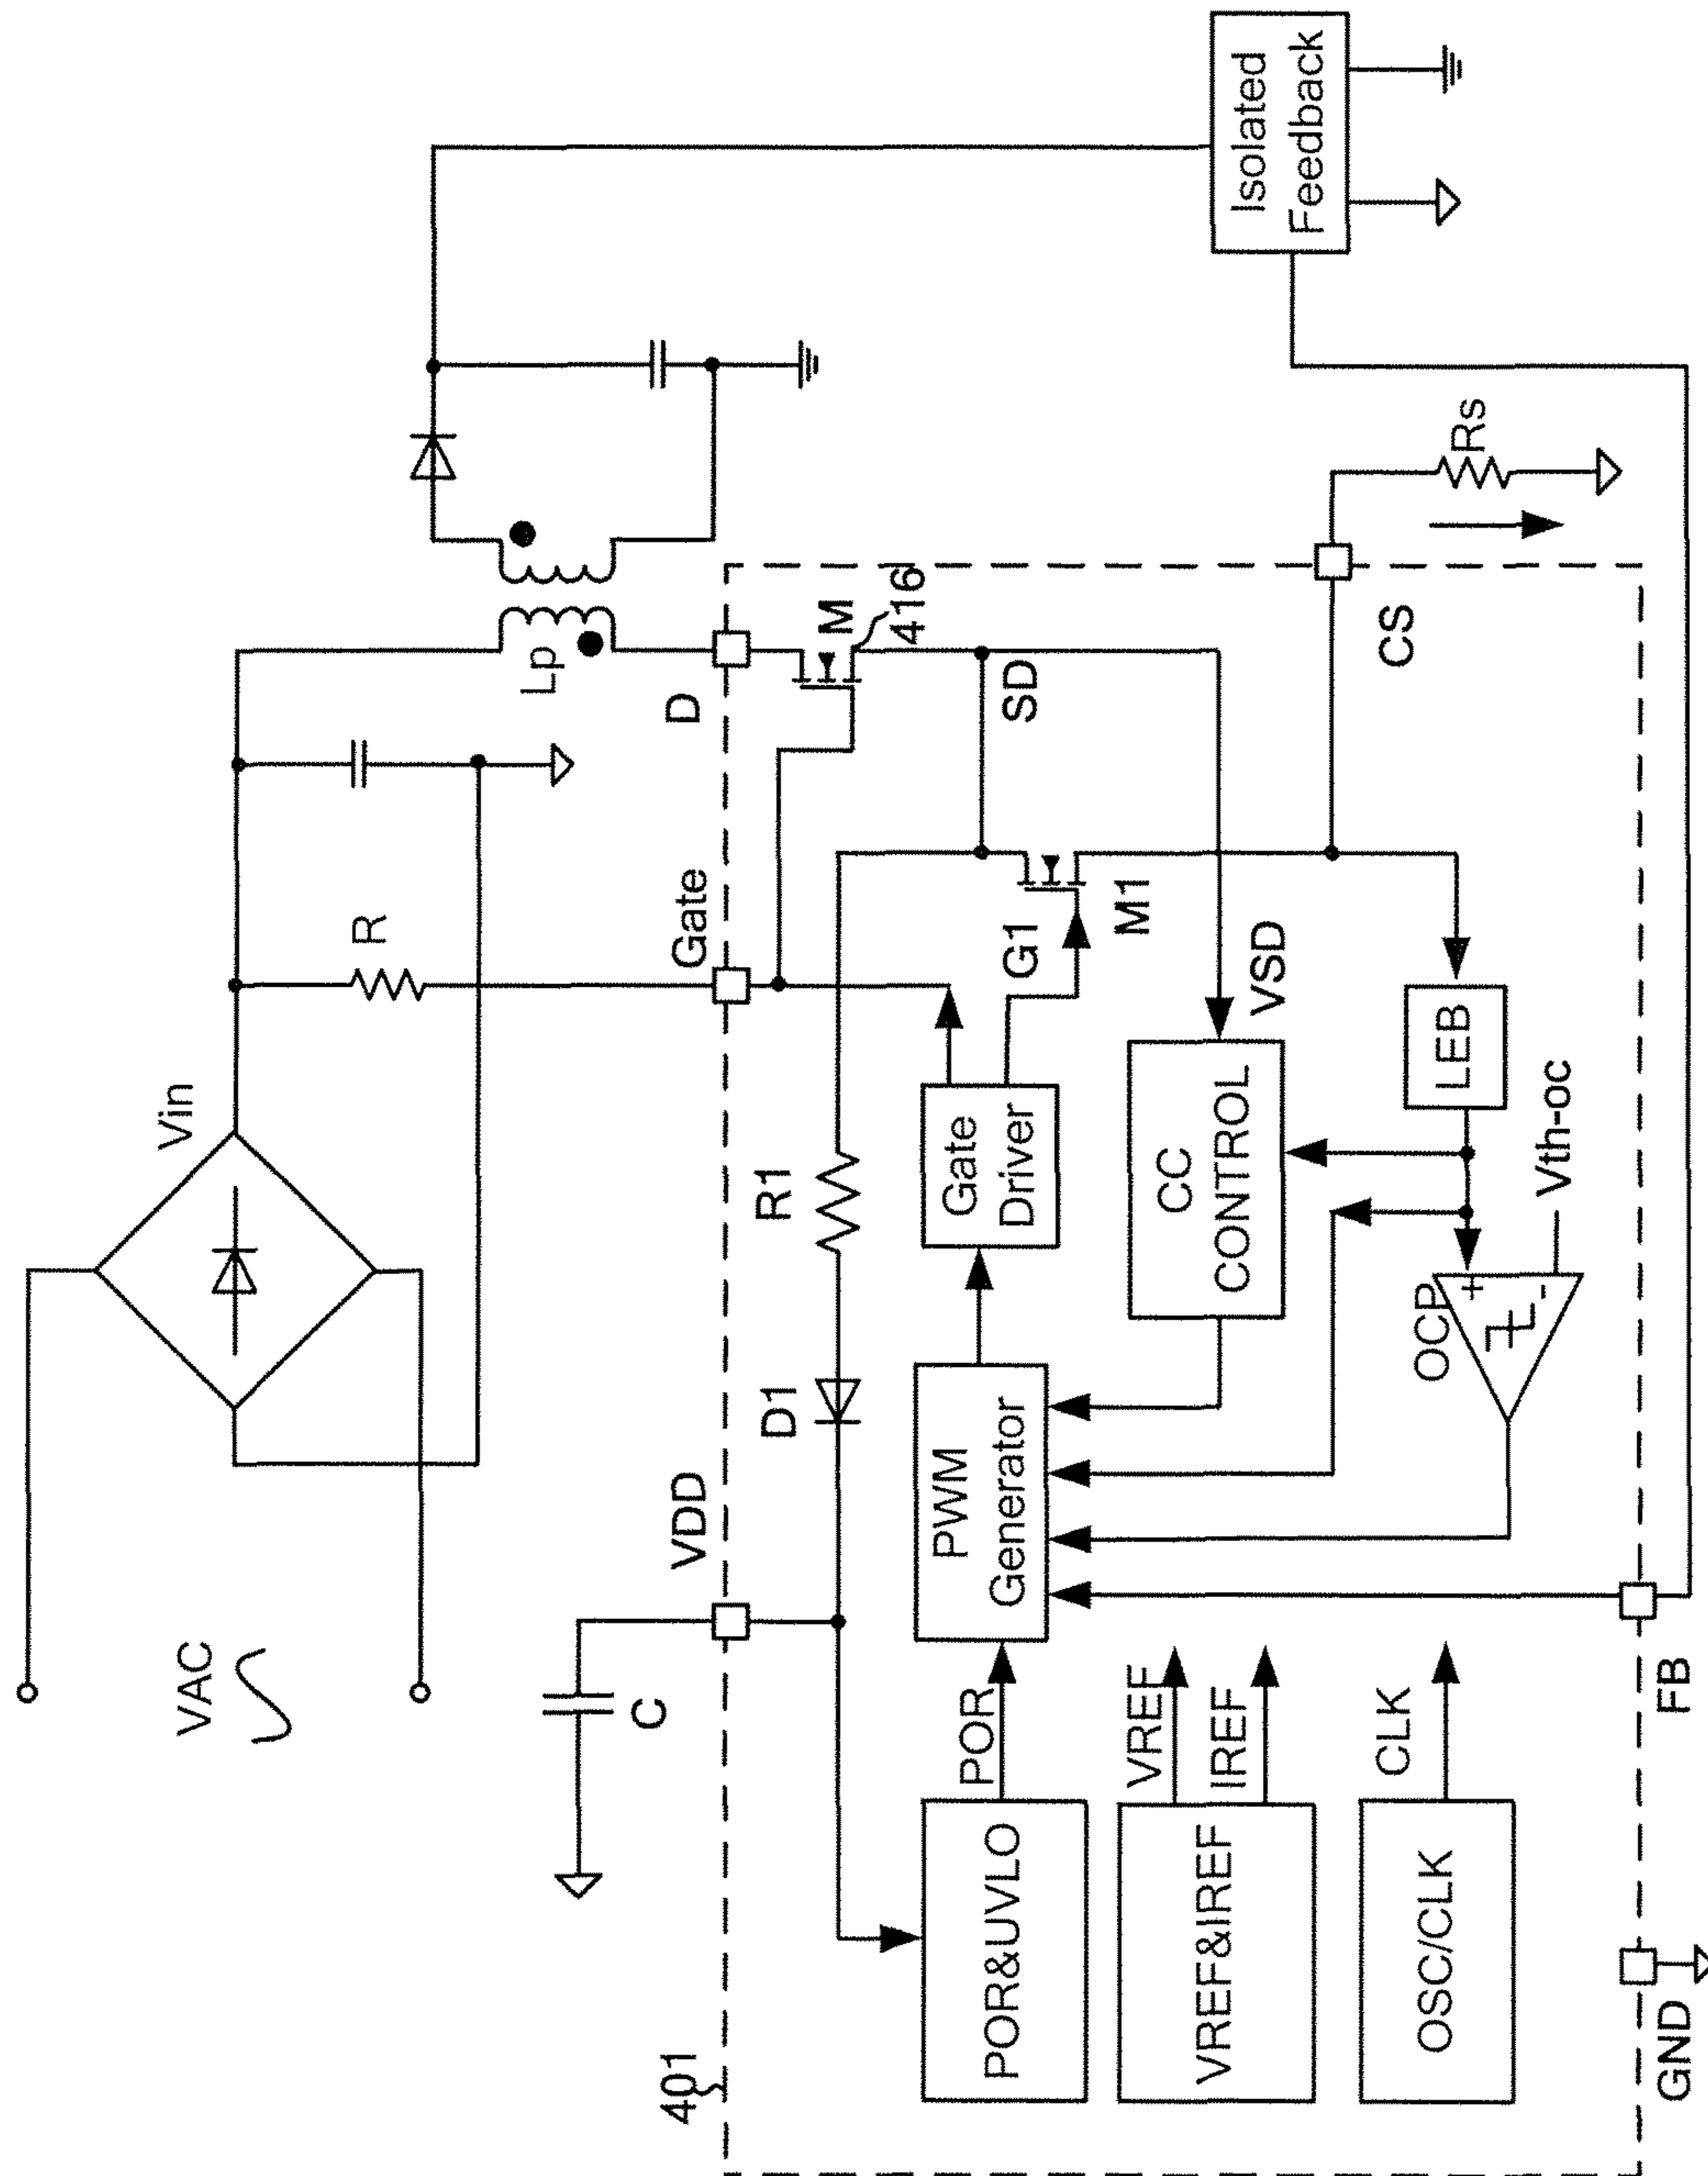 VAC
Vin
R
Lp
Isolated
Feedback
C
VDD
Gate
D
401
D1
R1
M
416
SD
POR&UVLO
POR
PWM
Generator
Gate
Driver
G1
M1
VREF&IREF
VREF
IREF
CC
CONTROL
VSD
OSC/CLK
CLK
OCP
+
-
Vth-oc
LEB
CS
Rs
GND
FB